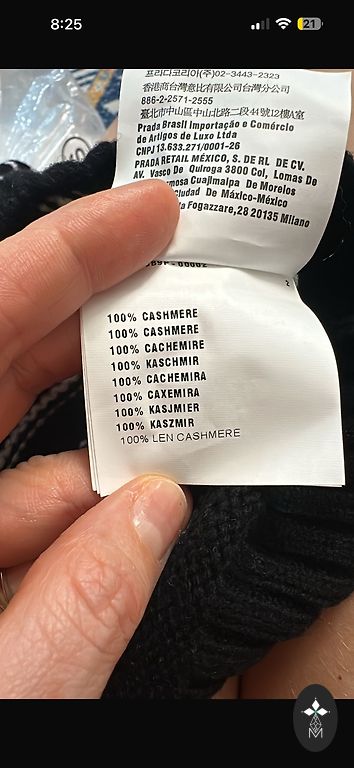 8:25
21
프라다코리아(주)02-3443-2323
香港商台灣意比有限公司台灣分公司
886-2-2571-2555
臺北市中山區中山北路二段44號12樓A室
Prada Brasil Importação e Comércio
de Artigos de Luxo Ltda
CNPJ 13.633.271/0001-26
PRADA RETAIL MÉXICO, S. DE RL DE CV.
AV. Vasco De Quiroga 3800 Col, Lomas De
Cuajimalpa De Morelos
Ciudad De México-México
Fogazzare,28 20135 Milano
2
100% CASHMERE
100% CASHMERE
100% CACHEMIRE
100% KASCHMIR
100% CACHEMIRA
100% CAXEMIRA
100% KASJMIER
100% KASZMIR
100% LEN CASHMERE
M